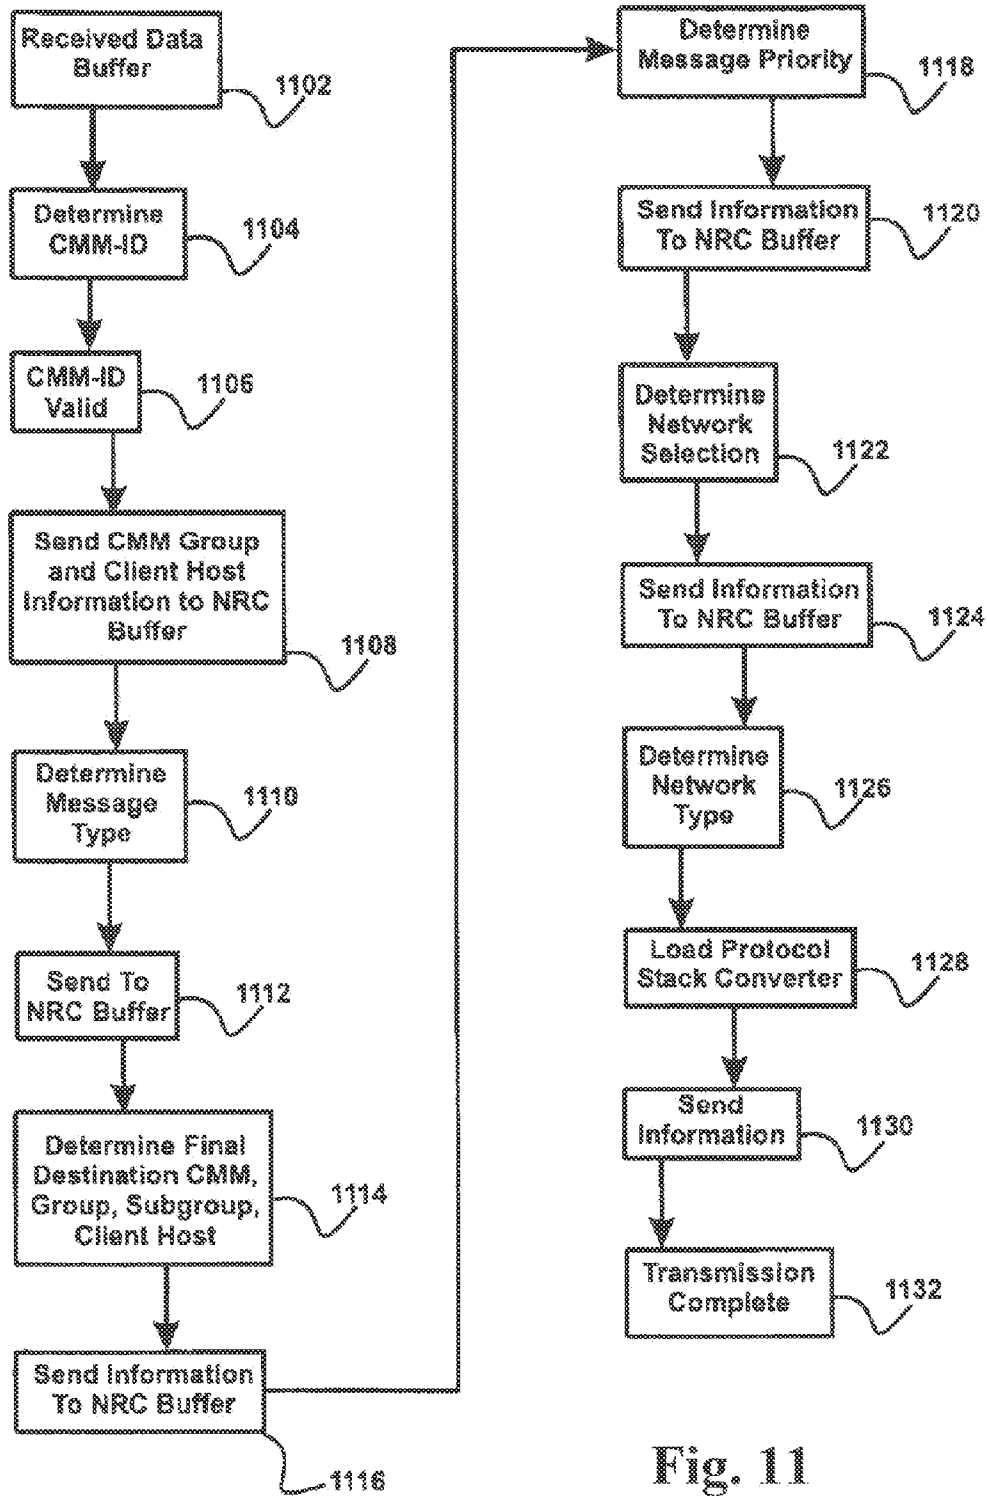 Received Data
Buffer
1102
Determine
CMM-ID
1104
CMM-ID
Valid
1106
Send CMM Group
and Client Host
Information to NRC
Buffer
1108
Determine
Message
Type
1110
Send To
NRC Buffer
1112
Determine Final
Destination CMM,
Group, Subgroup,
Client Host
1114
Send Information
To NRC Buffer
1116
Determine
Message Priority
1118
Send Information
To NRC Buffer
1120
Determine
Network
Selection
1122
Send Information
To NRC Buffer
1124
Determine
Network
Type
1126
Load Protocol
Stack Converter
1128
Send
Information
1130
Transmission
Complete
1132
Fig. 11